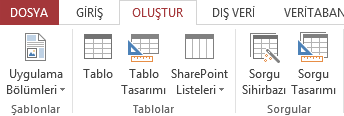 DOSYA GİRİŞ OLUŞTUR DIŞ VERİ VERİTABAN
Uygulama Bölümleri
Tablo
Tablo Tasarımı
SharePoint Listeleri
Sorgu Sihirbazı
Sorgu Tasarımı
Şablonlar Tablolar Sorgular